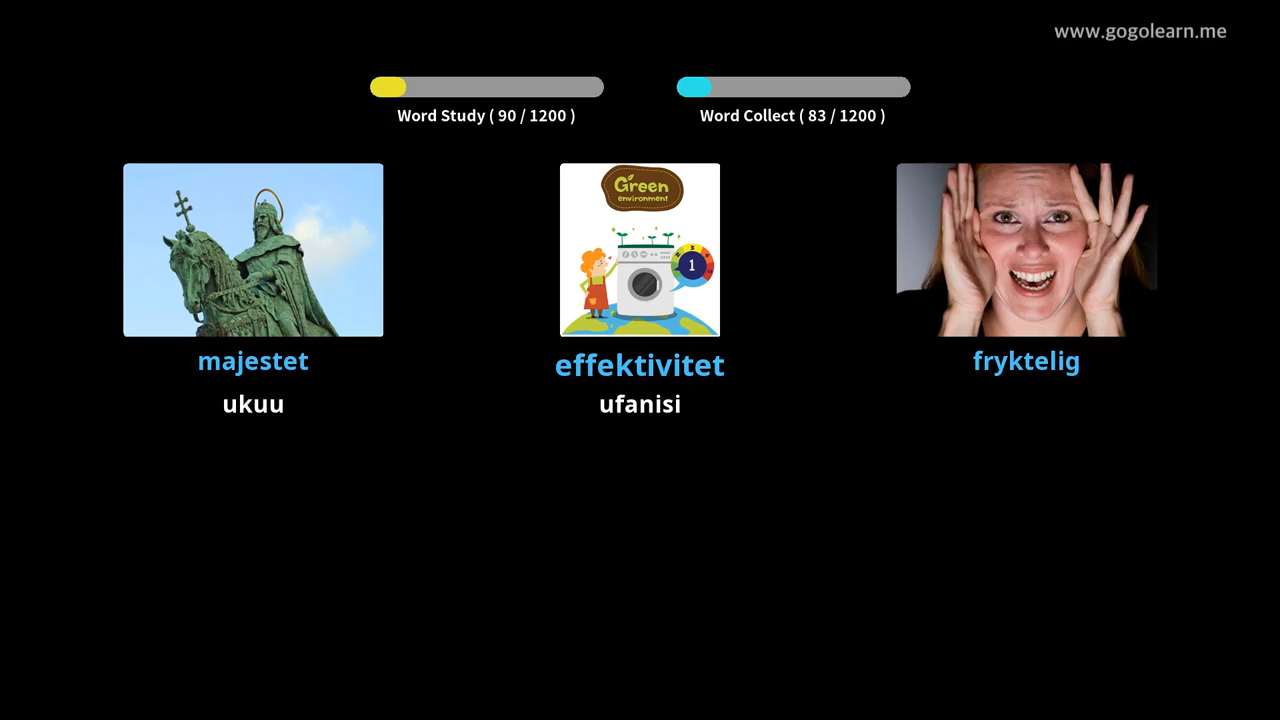 www.gogolearn.me
Word Study ( 90 / 1200 )
Word Collect ( 83 / 1200 )
Green
environment
1
majestet
effektivitet
fryktelig
ukuu
ufanisi